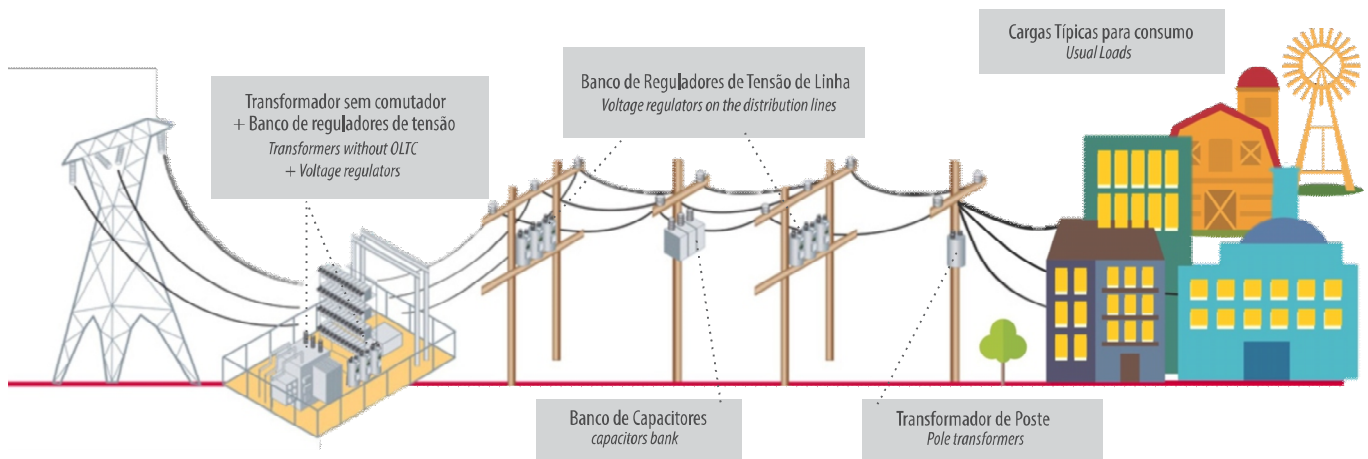 Cargas Típicas para consumo
Usual Loads
Banco de Reguladores de Tensão de Linha
Voltage regulators on the distribution lines
Transformador sem comutador
+ Banco de reguladores de tensão
Transformers without OLTC
+ Voltage regulators
Banco de Capacitores
capacitors bank
Transformador de Poste
Pole transformers